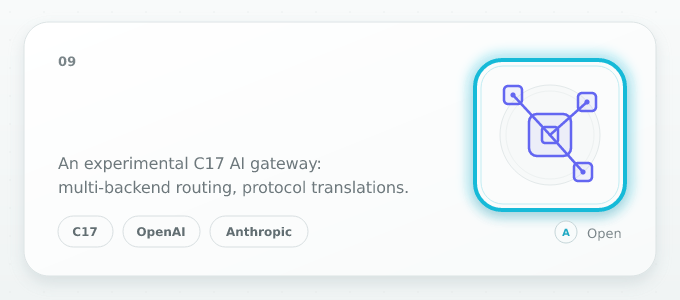 09
An experimental C17 AI gateway:
multi-backend routing, protocol translations.
C17 OpenAI Anthropic
A Open